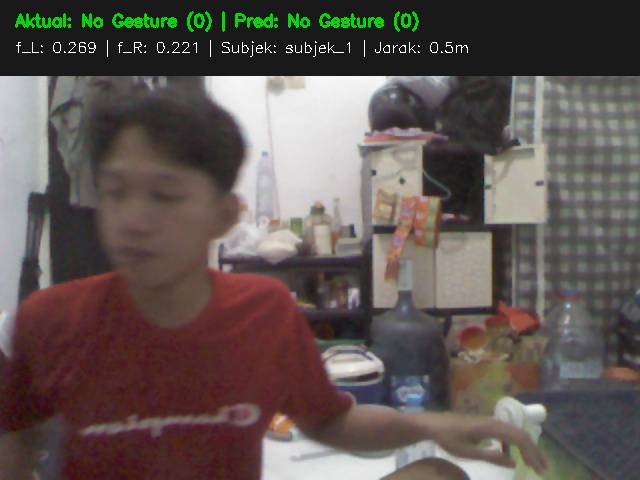 Aktual: No Gesture (0) | Pred: No Gesture (0)
f_L: 0.269 | f_R: 0.221 | Subjek: subjek_1 | Jarak: 0.5m
Champion